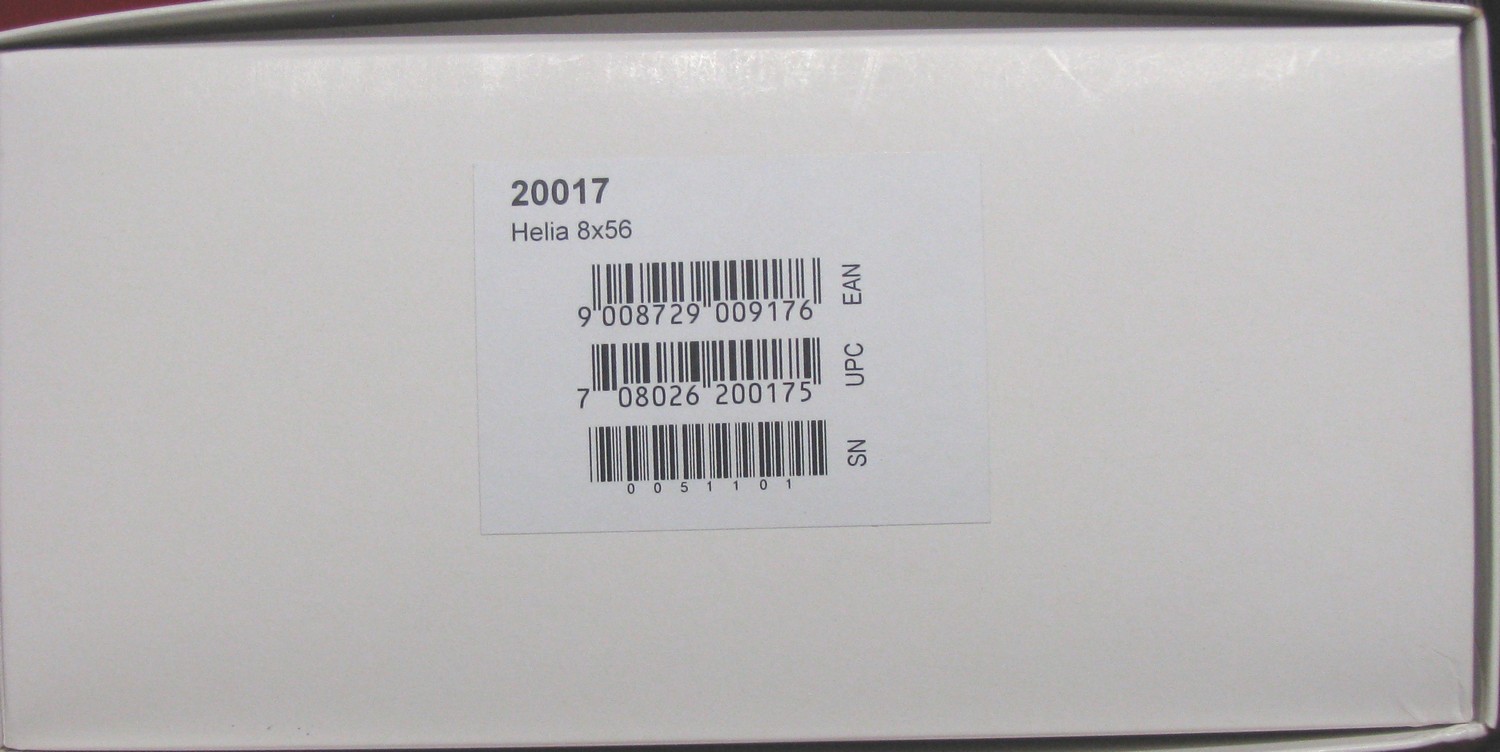 20017
Helia 8x56
9 008729 009176 EAN
7 08026 200175 UPC
0051101 SN